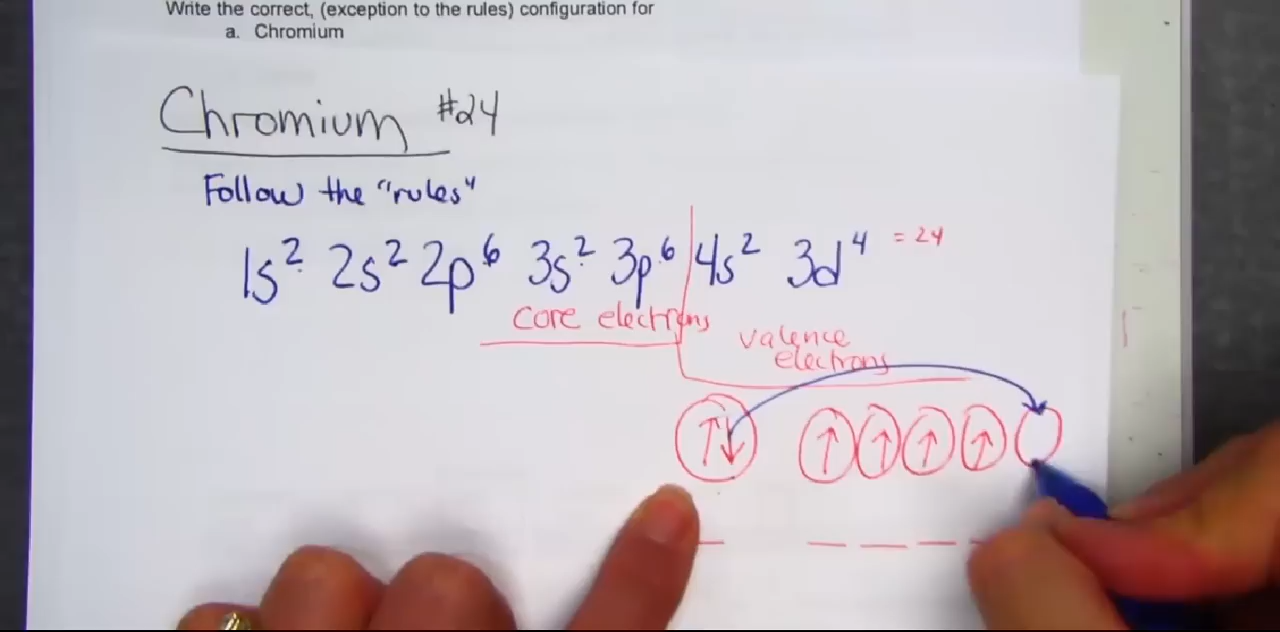 Write the correct, (exception to the rules) configuration for
a. Chromium
Chromium #24
Follow the "rules"
1s² 2s² 2p⁶ 3s² 3p⁶ 4s² 3d⁴ = 24
core electrons
valence
electrons